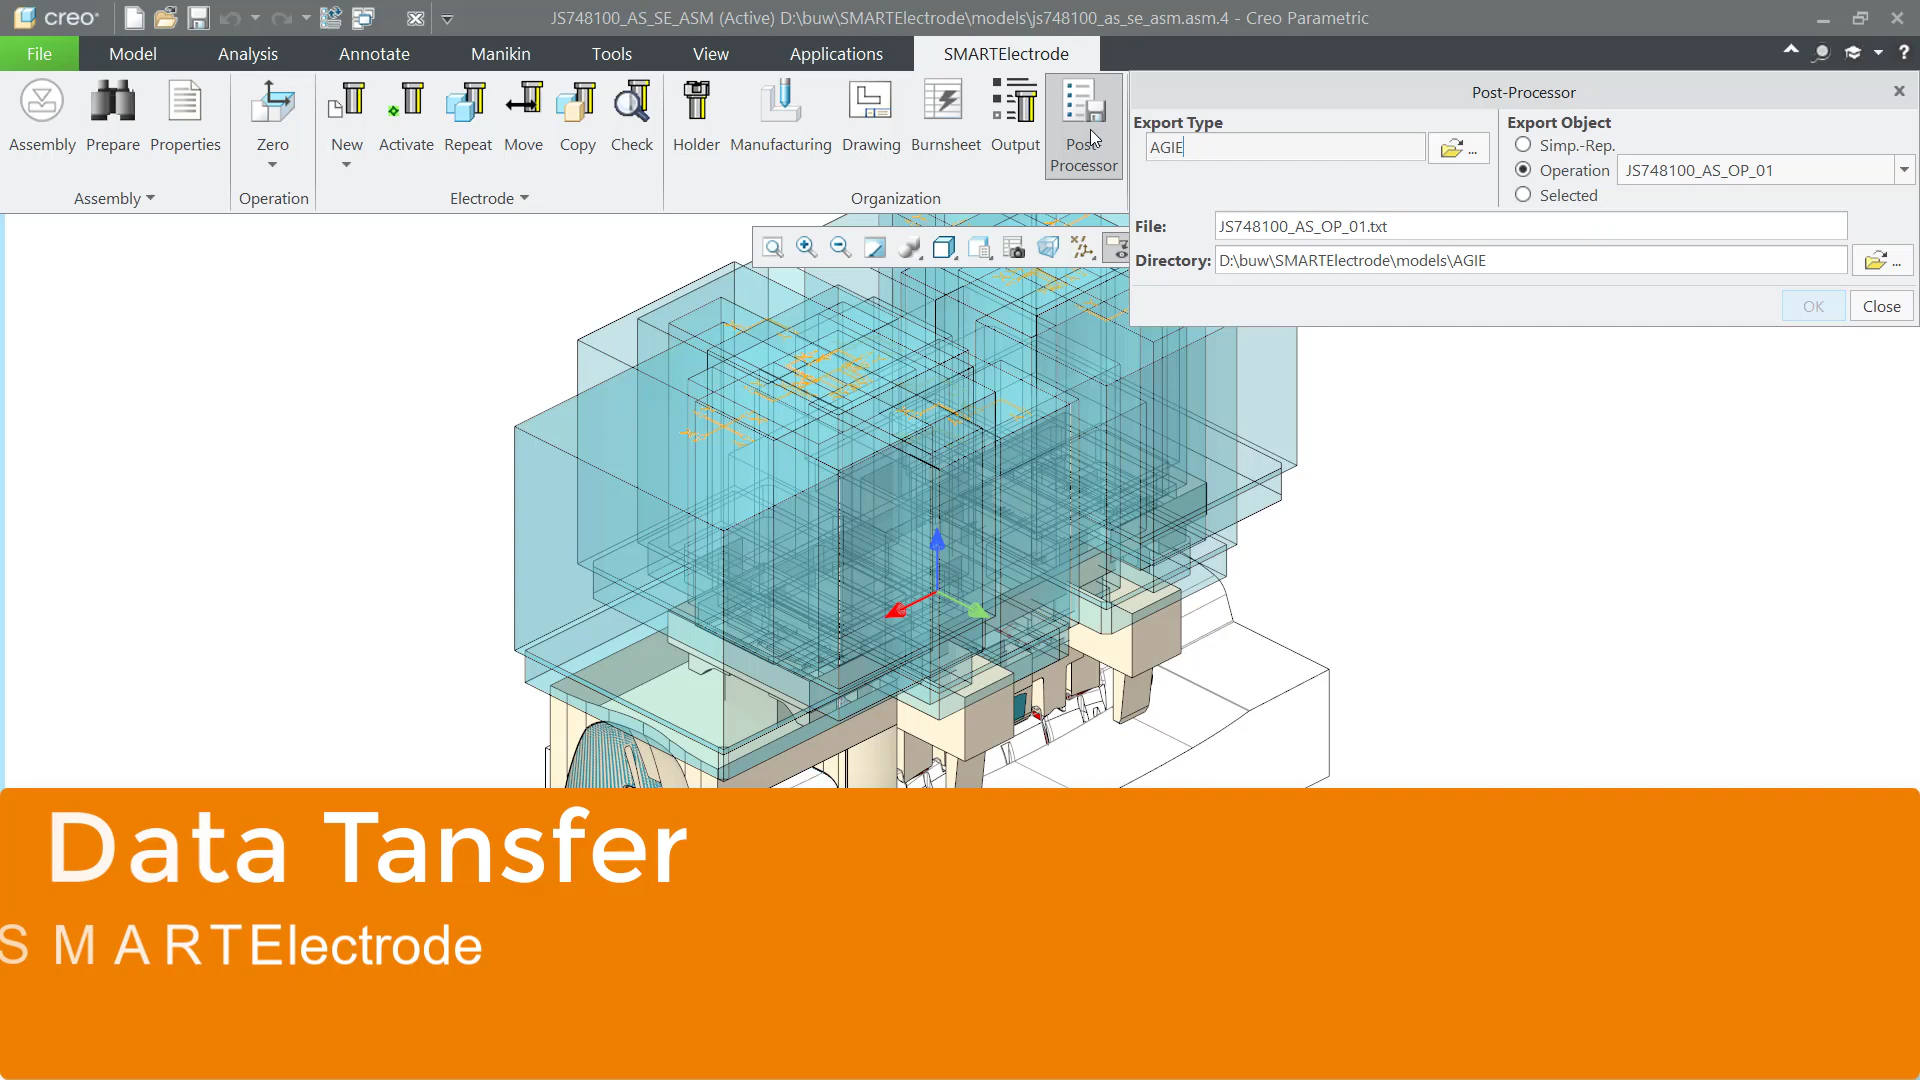 creo JS748100_AS_SE_ASM (Active) D:\buw\SMARTElectrode\models\js748100_as_se_asm.asm.4 - Creo Parametric
File Model Analysis Annotate Manikin Tools View Applications SMARTElectrode
Assembly Prepare Properties Zero New Activate Repeat Move Copy Check Holder Manufacturing Drawing Burnsheet Output Post Processor
Assembly Operation Electrode Organization
Post-Processor
Export Type Export Object
AGIE ... Simp.-Rep.
Operation JS748100_AS_OP_01
Selected
File: JS748100_AS_OP_01.txt
Directory: D:\buw\SMARTElectrode\models\AGIE ...
OK Close
Data Tansfer
SMARTElectrode